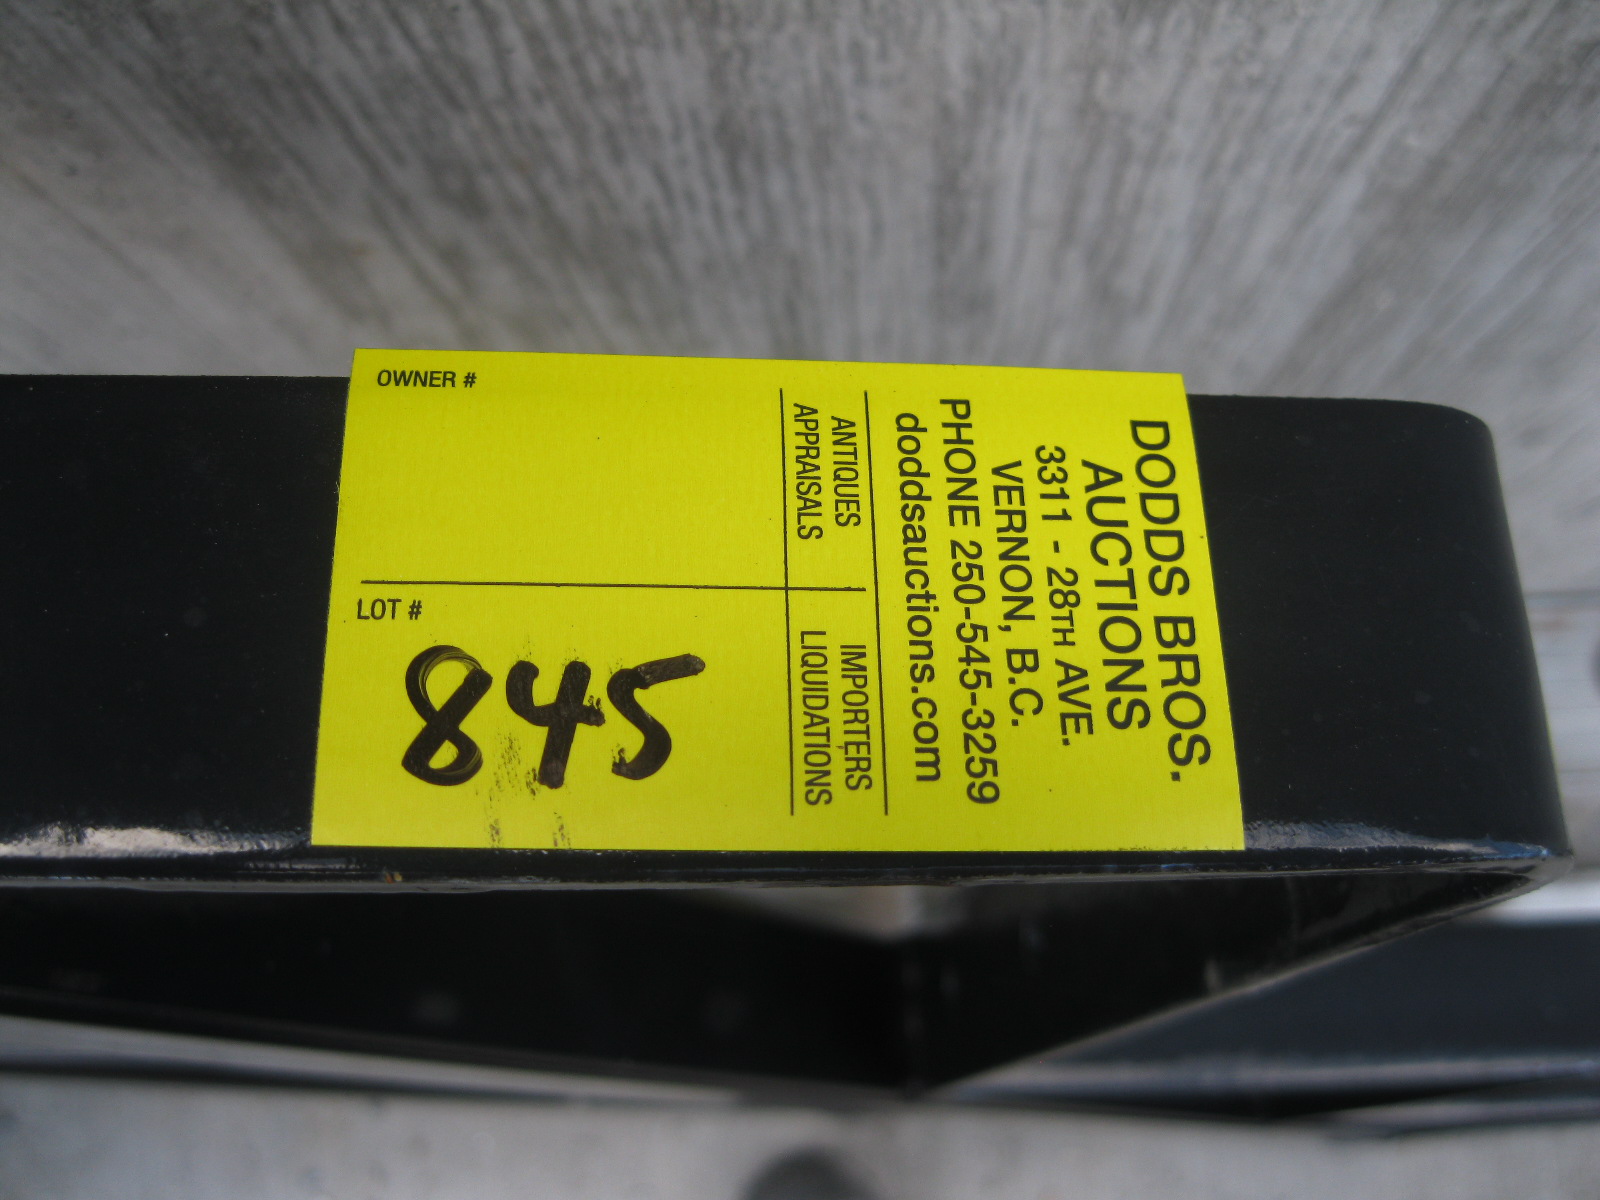 DODDS BROS.
AUCTIONS
3311 - 28TH AVE.
VERNON, B.C.
PHONE 250-545-3259
doddsauctions.com
ANTIQUES
APPRAISALS
IMPORTERS
LIQUIDATIONS
OWNER #
LOT #
845